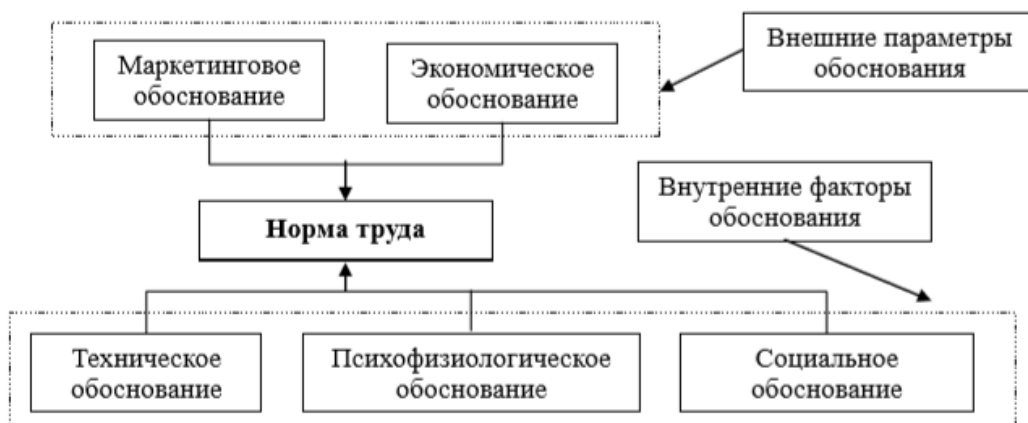 Маркетинговое
обоснование
Экономическое
обоснование
Внешние параметры
обоснования
Внутренние факторы
обоснования
Норма труда
Техническое
обоснование
Психофизиологическое
обоснование
Социальное
обоснование